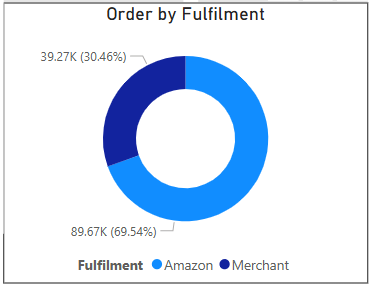 Order by Fulfilment
39.27K (30.46%)
89.67K (69.54%)
Fulfilment Amazon Merchant